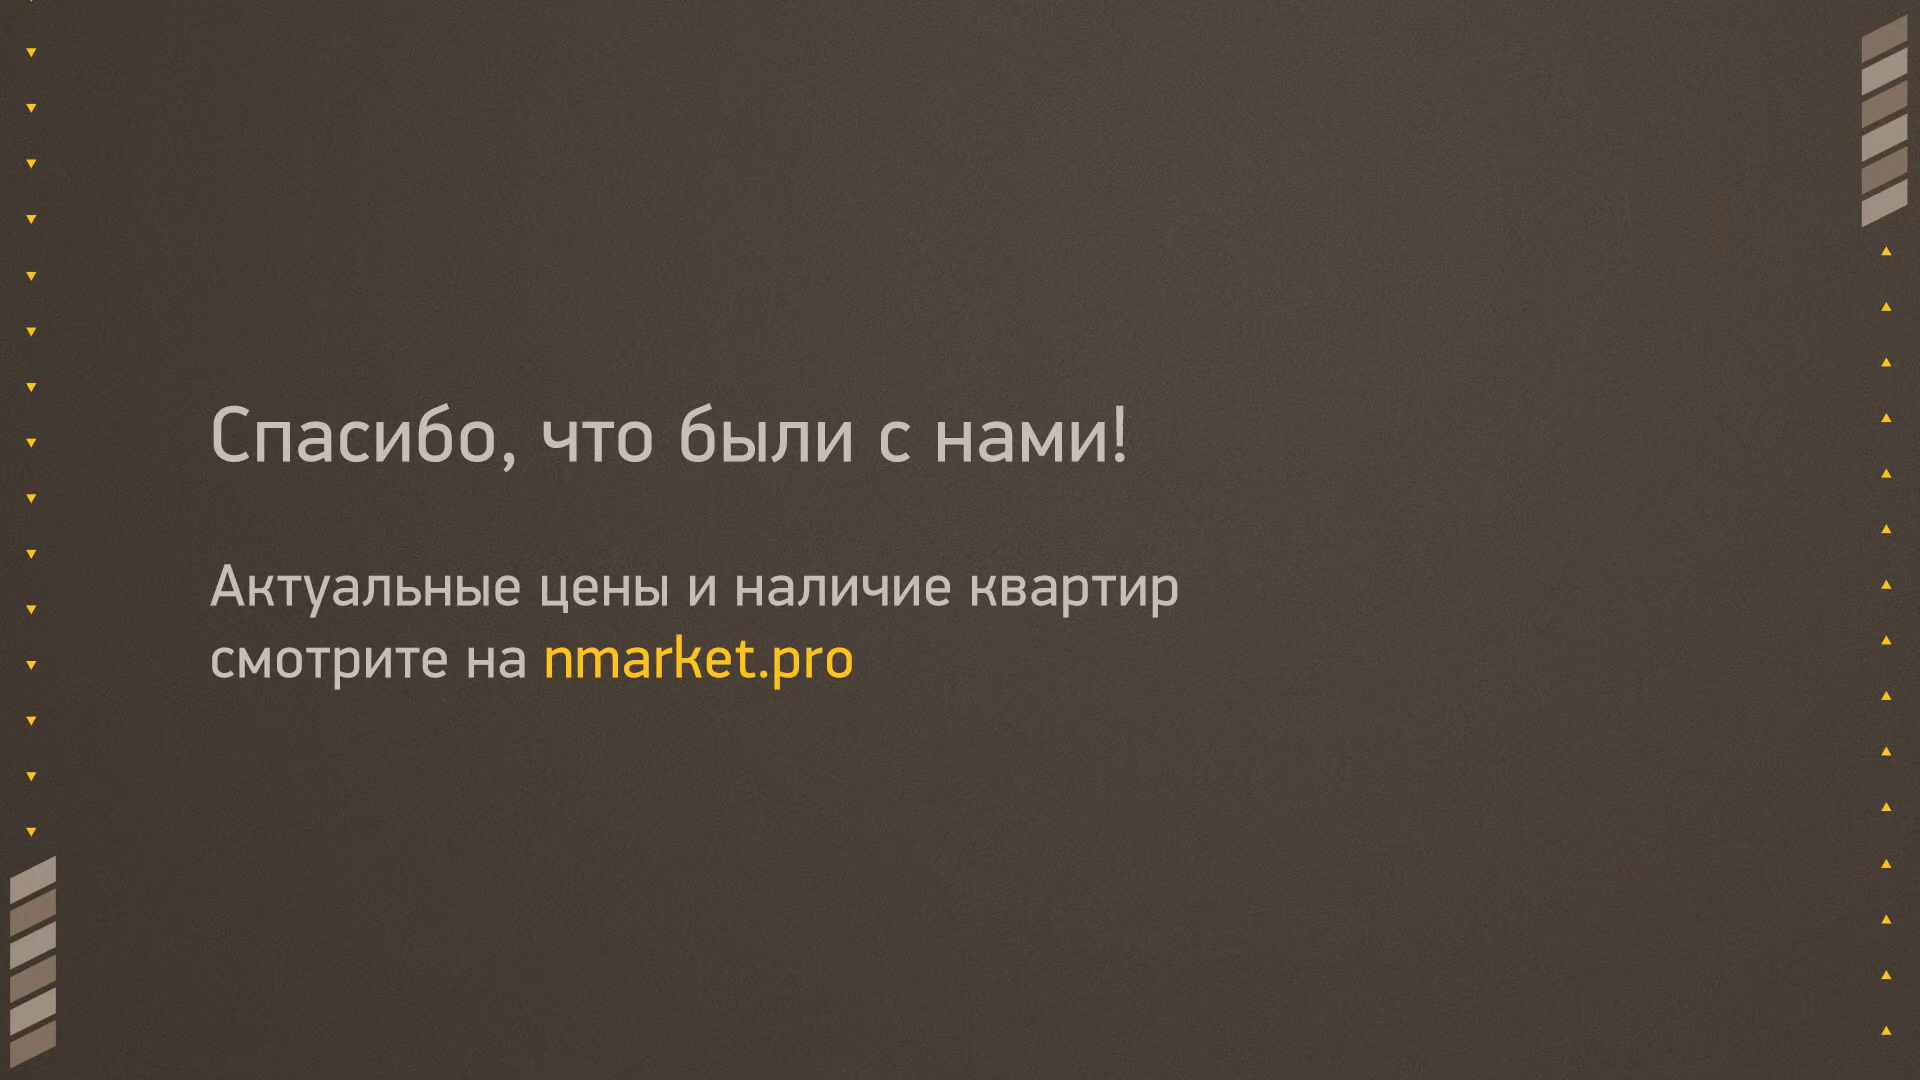 Спасибо, что были с нами!
Актуальные цены и наличие квартир
смотрите на nmarket.pro